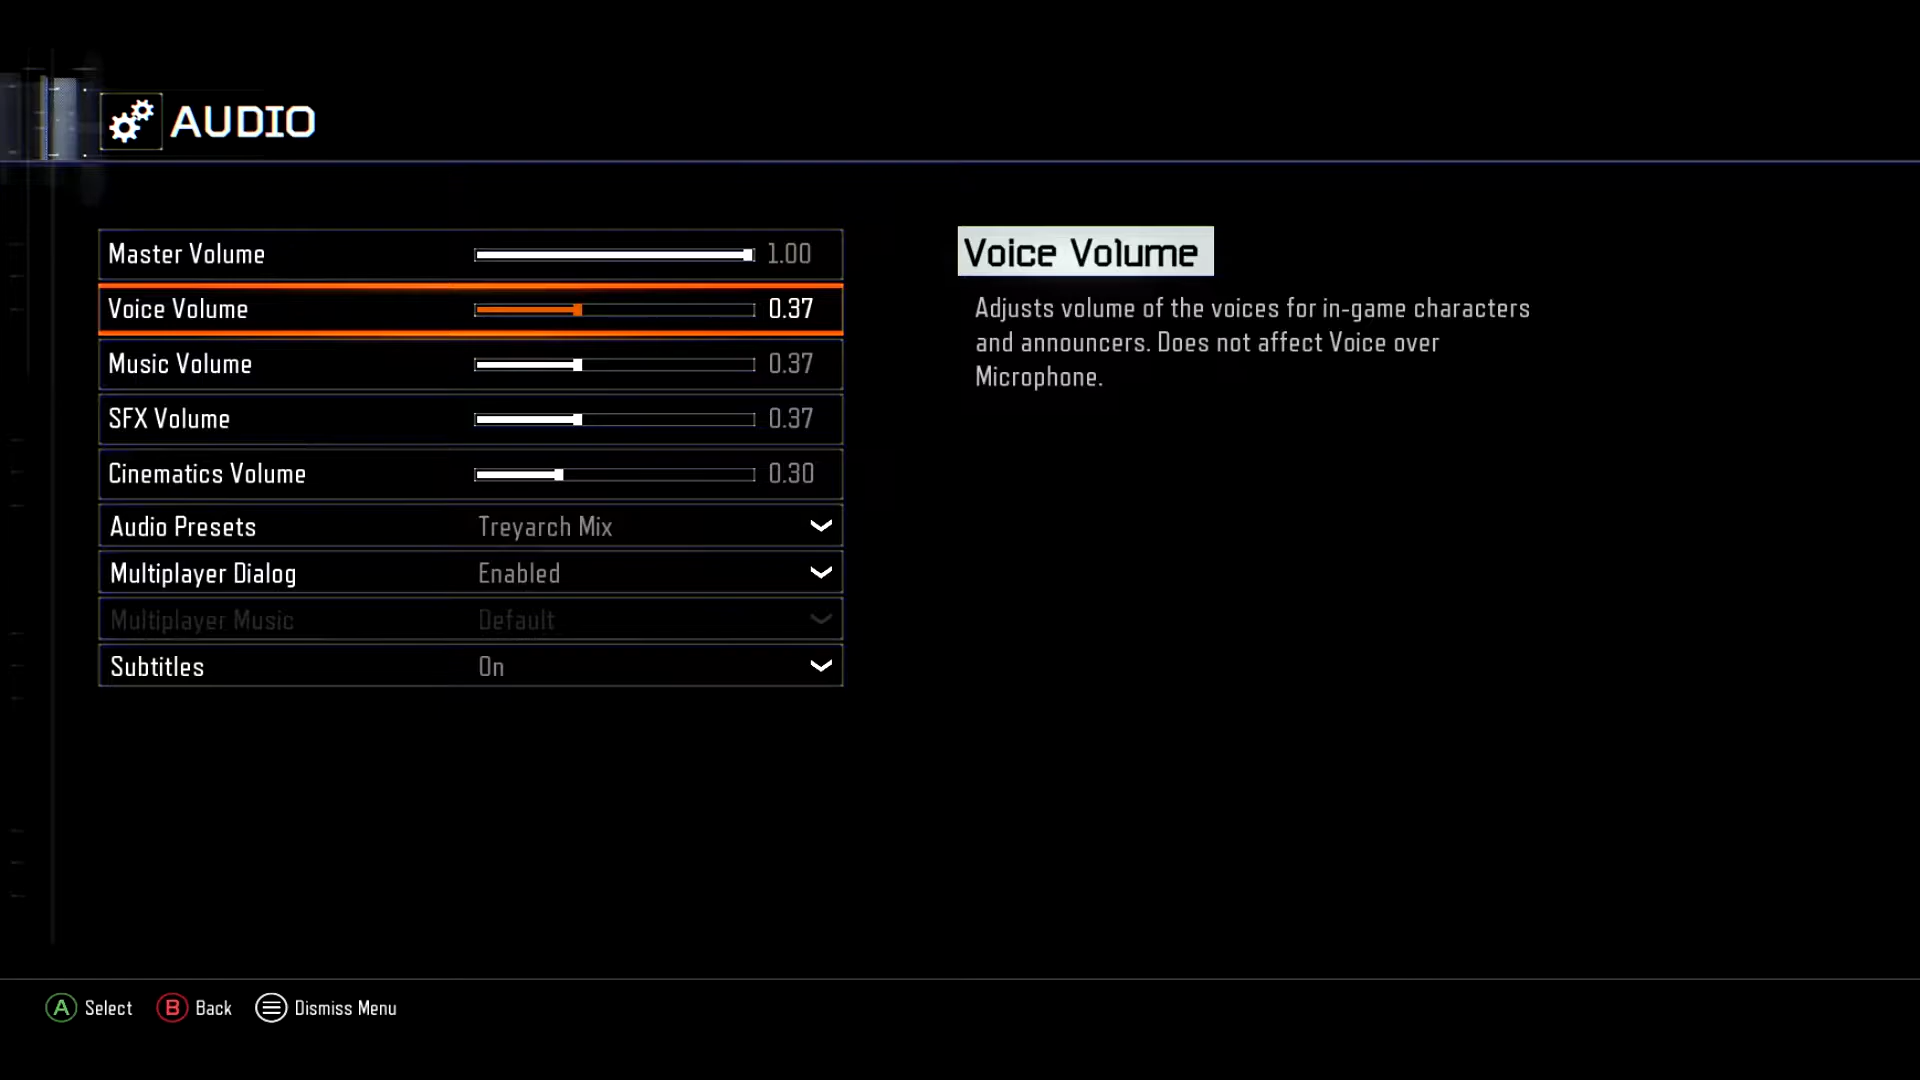 AUDIO
Master Volume 1.00
Voice Volume 0.37
Music Volume 0.37
SFX Volume 0.37
Cinematics Volume 0.30
Audio Presets Treyarch Mix
Multiplayer Dialog Enabled
Multiplayer Music Default
Subtitles On
Voice Volume
Adjusts volume of the voices for in-game characters
and announcers. Does not affect Voice over
Microphone.
A Select B Back Dismiss Menu